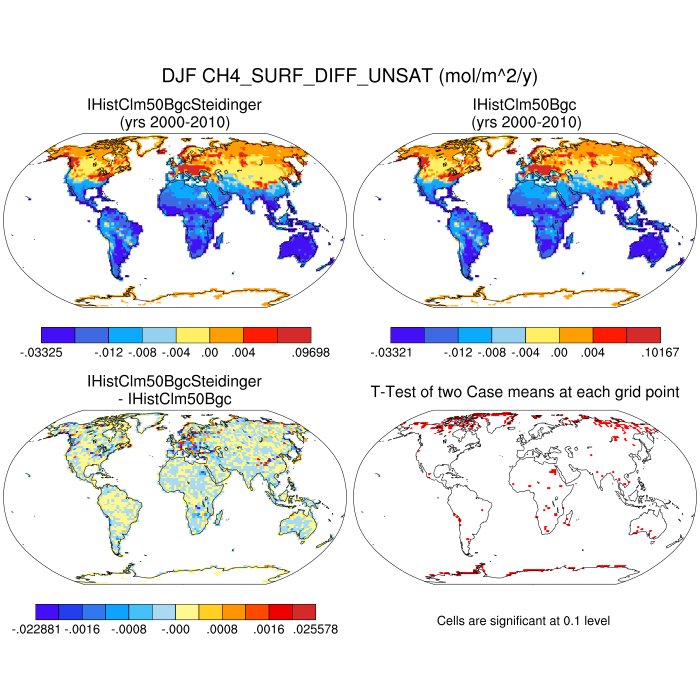 DJF CH4_SURF_DIFF_UNSAT (mol/m^2/y)
IHistClm50BgcSteidinger
(yrs 2000-2010)
IHistClm50Bgc
(yrs 2000-2010)
-.03325 -.012 -.008 -.004 .00 .004 .09698
-.03321 -.012 -.008 -.004 .00 .004 .10167
IHistClm50BgcSteidinger
- IHistClm50Bgc
T-Test of two Case means at each grid point
-.022881 -.0016 -.0008 -.000 .0008 .0016 .025578
Cells are significant at 0.1 level